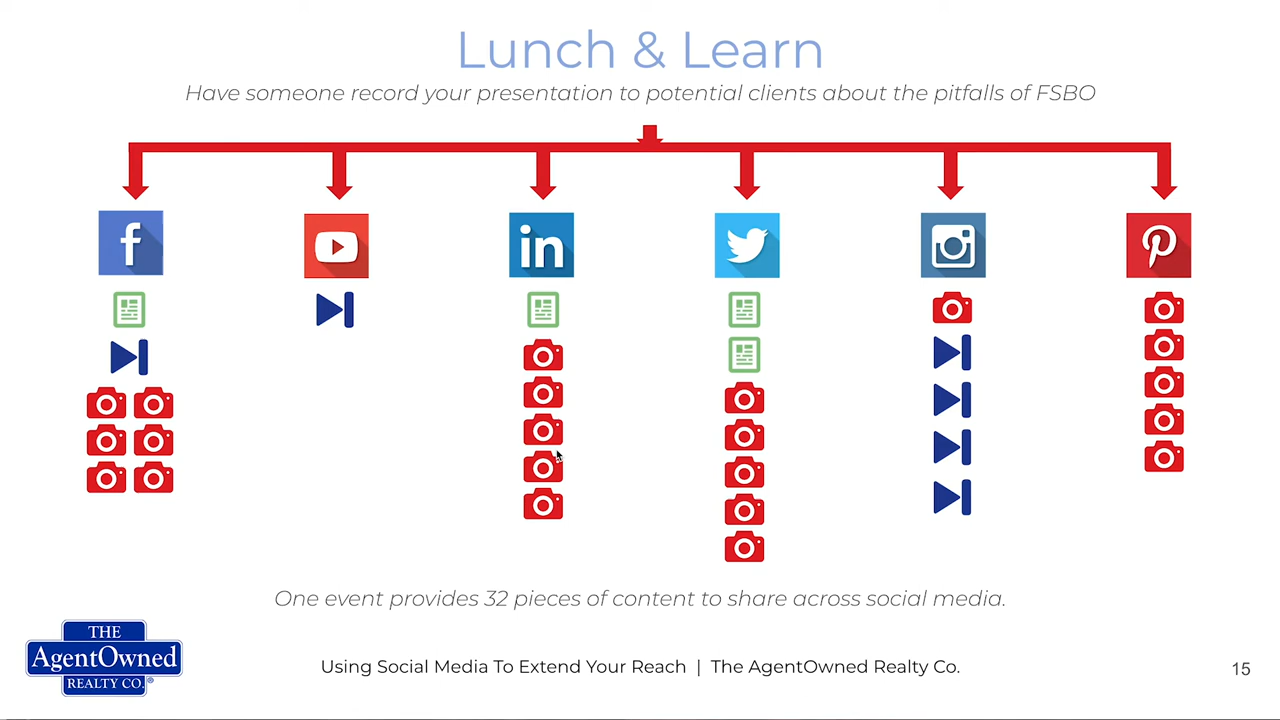 Lunch & Learn
Have someone record your presentation to potential clients about the pitfalls of FSBO
f
in
One event provides 32 pieces of content to share across social media.
THE
AgentOwned
REALTY CO.®
Using Social Media To Extend Your Reach | The AgentOwned Realty Co.
15